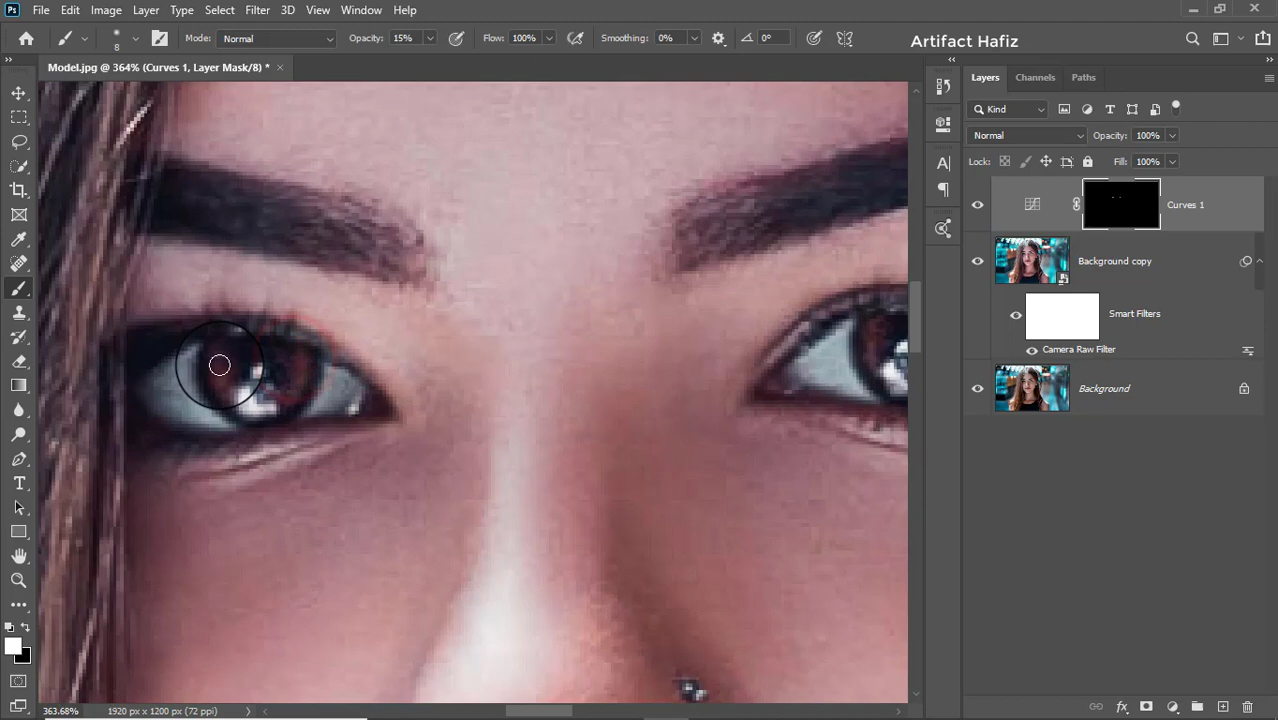 Ps File Edit Image Layer Type Select Filter 3D View Window Help
8 Mode: Normal Opacity: 15% Flow: 100% Smoothing: 0% 0° Artifact Hafiz
Model.jpg @ 364% (Curves 1, Layer Mask/8) * ×
Layers Channels Paths
Kind
Normal Opacity: 100%
Lock: Fill: 100%
Curves 1
Background copy
Smart Filters
Camera Raw Filter
Background
363.68% 1920 px x 1200 px (72 ppi)